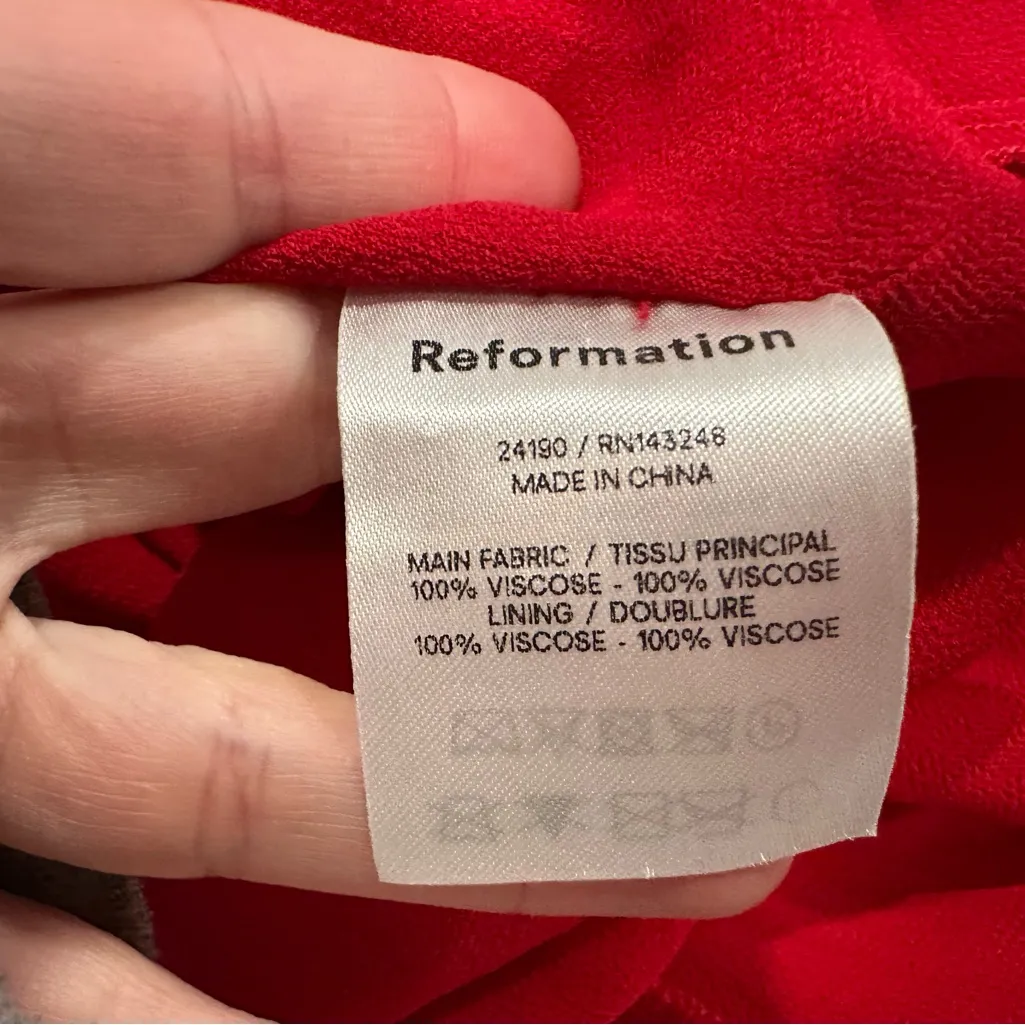 Reformation
24190 / RN143248
MADE IN CHINA
MAIN FABRIC / TISSU PRINCIPAL
100% VISCOSE - 100% VISCOSE
LINING / DOUBLURE
100% VISCOSE - 100% VISCOSE